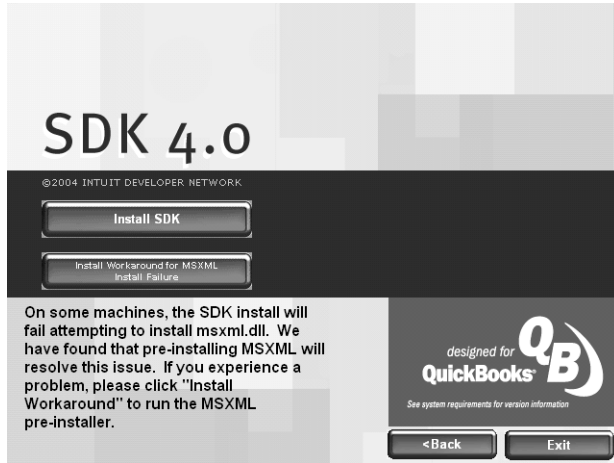 SDK 4.0
©2004 INTUIT DEVELOPER NETWORK
Install SDK
Install Workaround for MSXML
Install Failure
On some machines, the SDK install will
fail attempting to install msxml.dll. We
have found that pre-installing MSXML will
resolve this issue. If you experience a
problem, please click "Install
Workaround" to run the MSXML
pre-installer.
designed for
QuickBooks®
QB
See system requirements for version information
<Back
Exit